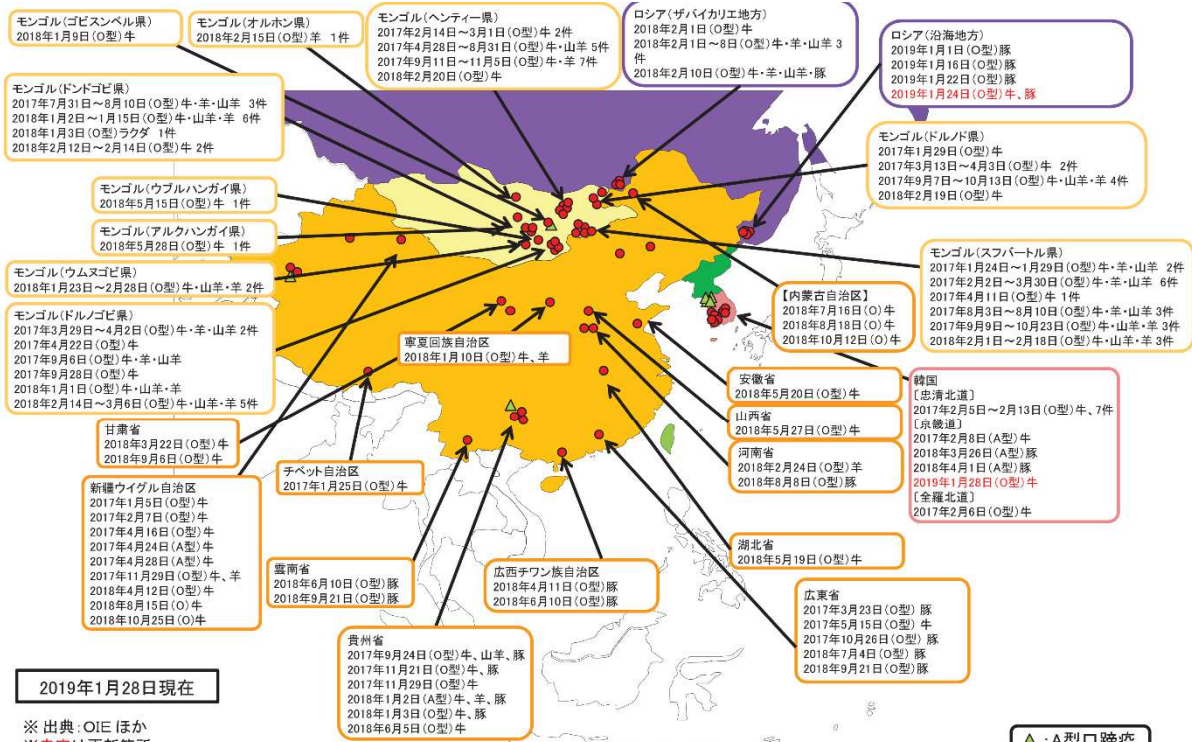 モンゴル(ゴビスンベル県)
2018年1月9日(O型)牛
モンゴル(オルホン県)
2018年2月15日(O型)羊 1件
モンゴル(ヘンティー県)
2017年2月14日～3月1日(O型)牛 2件
2017年4月28日～8月31日(O型)牛・山羊 5件
2017年9月11日～11月5日(O型)牛・羊 7件
2018年2月20日(O型)牛
ロシア(ザバイカリエ地方)
2018年2月1日(O型)牛
2018年2月1日～8日(O型)牛・羊・山羊 3
件
2018年2月10日(O型)牛・羊・山羊・豚
ロシア(沿海地方)
2019年1月1日(O型)豚
2019年1月16日(O型)豚
2019年1月22日(O型)豚
2019年1月24日(O型)牛、豚
モンゴル(ドンドゴビ県)
2017年7月31日～8月10日(O型)牛・羊・山羊 3件
2018年1月2日～1月15日(O型)牛・山羊・羊 6件
2018年1月3日(O型)ラクダ 1件
2018年2月12日～2月14日(O型)牛 2件
モンゴル(ドルノド県)
2017年1月29日(O型)牛
2017年3月13日～4月3日(O型)牛 2件
2017年9月7日～10月13日(O型)牛・山羊・羊 4件
2018年2月19日(O型)牛
モンゴル(ウブルハンガイ県)
2018年5月15日(O型)牛 1件
モンゴル(アルクハンガイ県)
2018年5月28日(O型)牛 1件
モンゴル(ウムヌゴビ県)
2018年1月23日～2月28日(O型)牛・山羊・羊 2件
モンゴル(スフバートル県)
2017年1月24日～1月29日(O型)牛・羊・山羊 2件
2017年2月2日～3月30日(O型)牛・羊・山羊 6件
2017年4月11日(O型)牛 1件
2017年8月3日～8月10日(O型)牛・羊・山羊 3件
2017年9月9日～10月23日(O型)牛・山羊・羊 3件
2018年2月1日～2月18日(O型)牛・山羊・羊 3件
モンゴル(ドルノゴビ県)
2017年3月29日～4月2日(O型)牛・羊・山羊 2件
2017年4月22日(O型)牛
2017年9月6日(O型)牛・羊・山羊
2017年9月28日(O型)牛
2018年1月1日(O型)牛・山羊・羊
2018年2月14日～3月6日(O型)牛・山羊・羊 5件
【内蒙古自治区】
2018年7月16日(O)牛
2018年8月18日(O)牛
2018年10月12日(O)牛
寧夏回族自治区
2018年1月10日(O型)牛、羊
安徽省
2018年5月20日(O型)牛
山西省
2018年5月27日(O型)牛
河南省
2018年2月24日(O型)羊
2018年8月8日(O型)豚
韓国
[忠清北道]
2017年2月5日～2月13日(O型)牛、7件
[京畿道]
2017年2月8日(A型)牛
2018年3月26日(A型)豚
2018年4月1日(A型)豚
2019年1月28日(O型)牛
[全羅北道]
2017年2月6日(O型)牛
甘粛省
2018年3月22日(O型)牛
2018年9月6日(O型)牛
チベット自治区
2017年1月25日(O型)牛
新疆ウイグル自治区
2017年1月5日(O型)牛
2017年2月7日(O型)牛
2017年4月16日(O型)牛
2017年4月24日(A型)牛
2017年4月28日(A型)牛
2017年11月29日(O型)牛、羊
2018年4月12日(O型)牛
2018年8月15日(O)牛
2018年10月25日(O)牛
湖北省
2018年5月19日(O型)牛
雲南省
2018年6月10日(O型)豚
2018年9月21日(O型)豚
広西チワン族自治区
2018年4月11日(O型)豚
2018年6月10日(O型)豚
広東省
2017年3月23日(O型)豚
2017年5月15日(O型)牛
2017年10月26日(O型)豚
2018年7月4日(O型)豚
2018年9月21日(O型)豚
貴州省
2017年9月24日(O型)牛、山羊、豚
2017年11月21日(O型)牛、豚
2017年11月29日(O型)牛
2018年1月2日(A型)牛、羊、豚
2018年1月3日(O型)牛、豚
2018年6月5日(O型)牛
2019年1月28日現在
※ 出典:OIE ほか
:A型口蹄疫